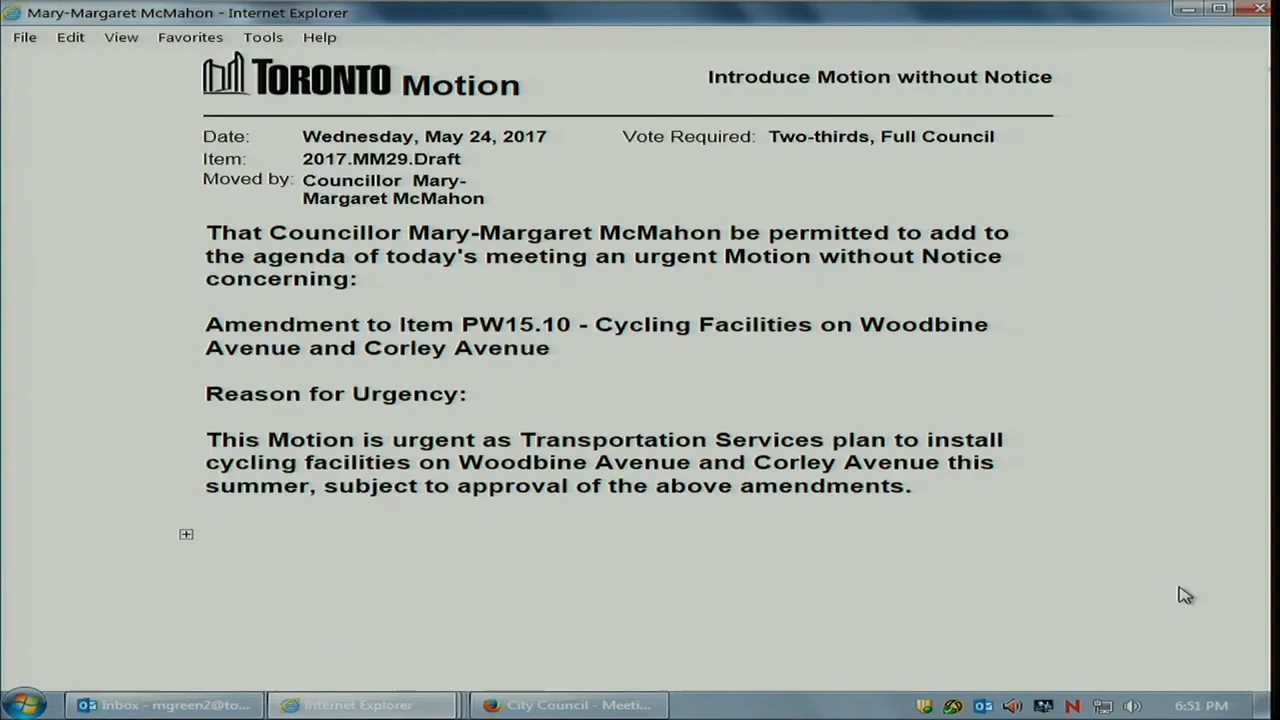 Mary-Margaret McMahon - Internet Explorer
File Edit View Favorites Tools Help
TORONTO Motion
Introduce Motion without Notice
Date: Wednesday, May 24, 2017 Vote Required: Two-thirds, Full Council
Item: 2017.MM29.Draft
Moved by: Councillor Mary-
Margaret McMahon
That Councillor Mary-Margaret McMahon be permitted to add to
the agenda of today's meeting an urgent Motion without Notice
concerning:
Amendment to Item PW15.10 - Cycling Facilities on Woodbine
Avenue and Corley Avenue
Reason for Urgency:
This Motion is urgent as Transportation Services plan to install
cycling facilities on Woodbine Avenue and Corley Avenue this
summer, subject to approval of the above amendments.
Inbox - mgreen2@to... Internet Explorer City Council - Meeti... 6:51 PM